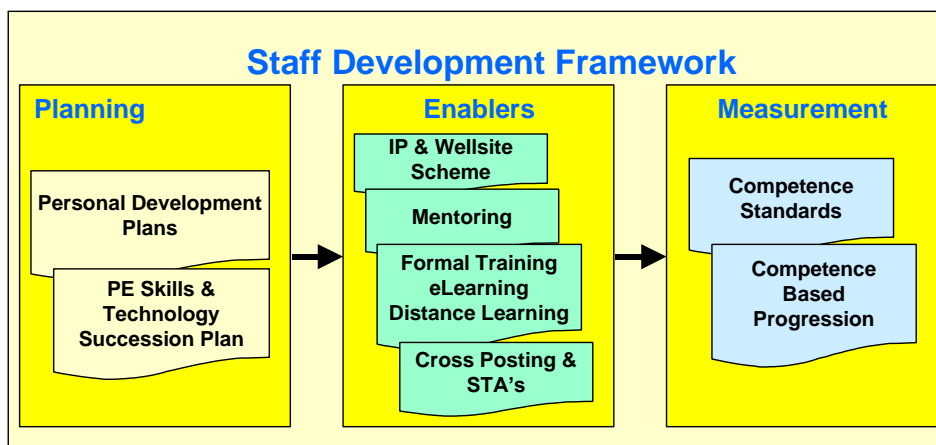 Staff Development Framework
Planning
Personal Development
Plans
PE Skills &
Technology
Succession Plan
Enablers
IP & Wellsite
Scheme
Mentoring
Formal Training
eLearning
Distance Learning
Cross Posting &
STA's
Measurement
Competence
Standards
Competence
Based
Progression